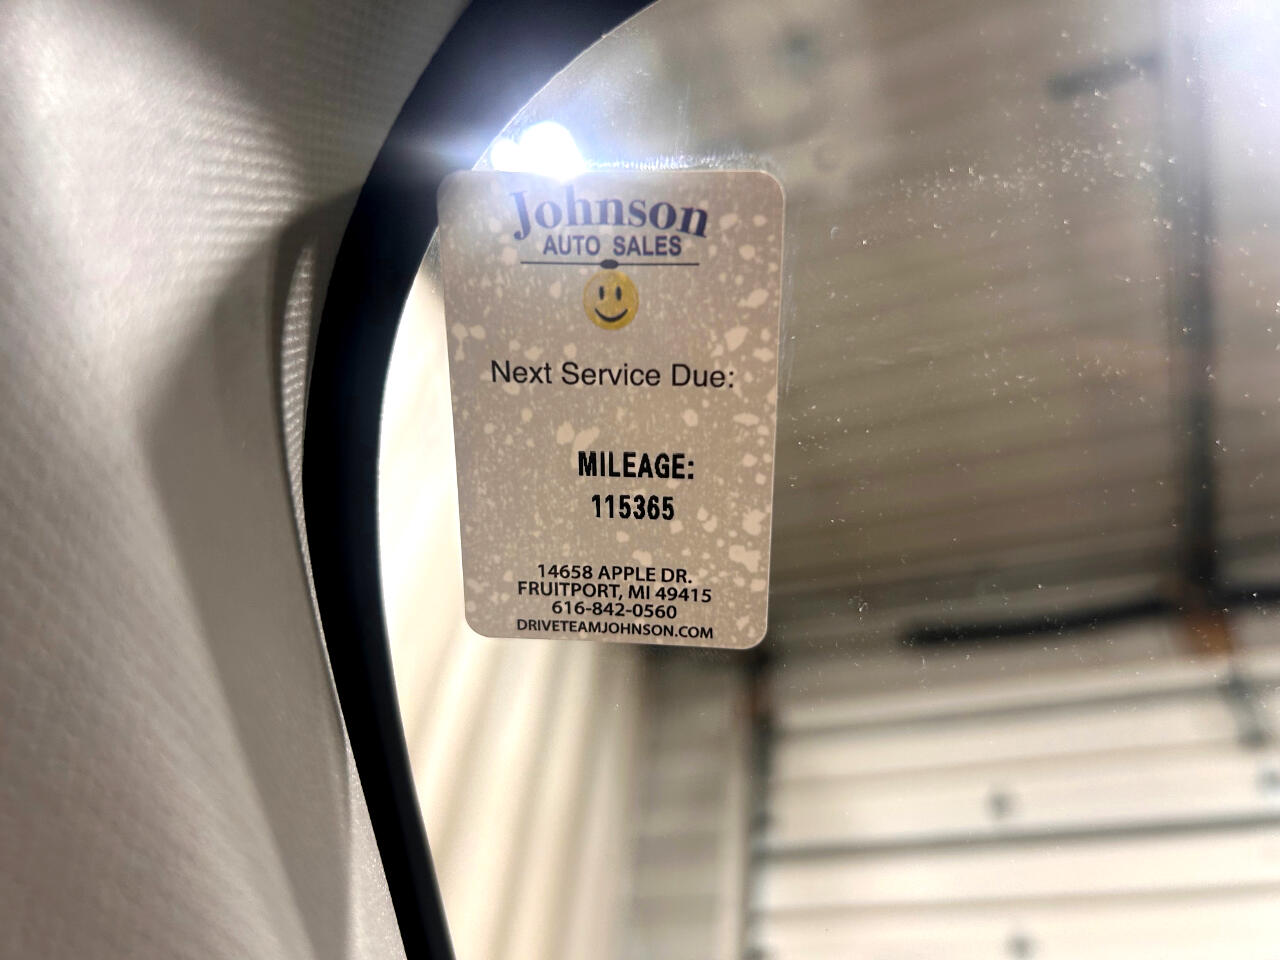 Johnson
AUTO SALES
Next Service Due:
MILEAGE:
115365
14658 APPLE DR.
FRUITPORT, MI 49415
616-842-0560
DRIVETEAMJOHNSON.COM